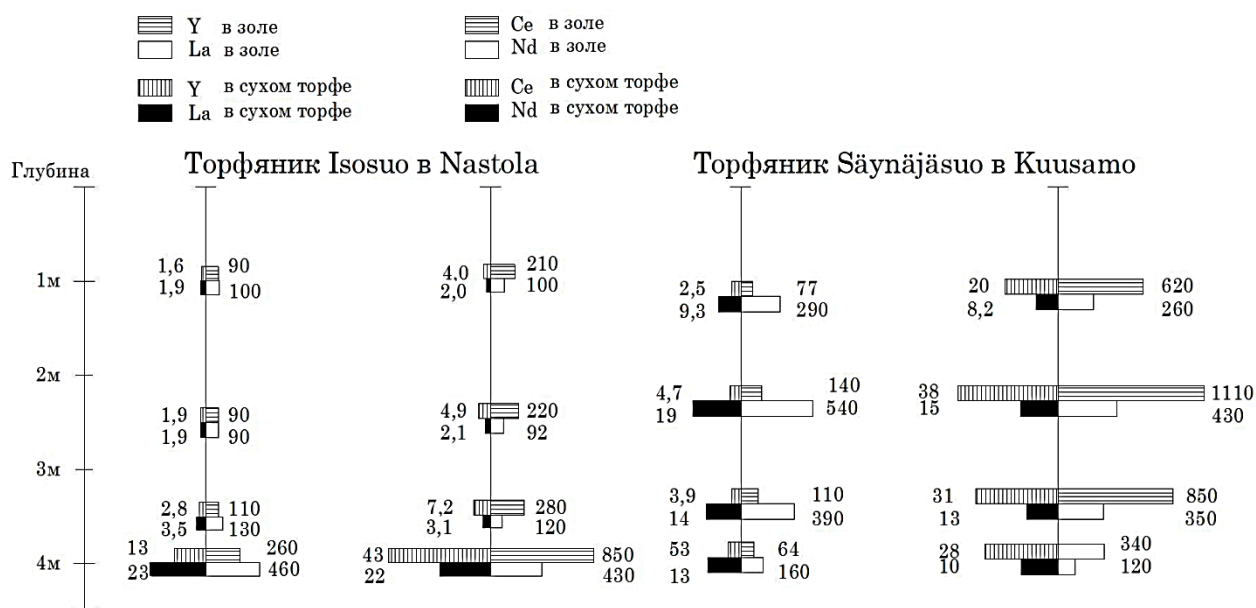 Y в золе
La в золе
Y в сухом торфе
La в сухом торфе
Ce в золе
Nd в золе
Ce в сухом торфе
Nd в сухом торфе
Глубина
1м
2м
3м
4м
Торфяник Isosuo в Nastola
1,6 90
1,9 100
1,9 90
1,9 90
2,8 110
3,5 130
13 260
23 460
4,0 210
2,0 100
4,9 220
2,1 92
7,2 280
3,1 120
43 850
22 430
Торфяник Säynäjäsuo в Kuusamo
2,5 77
9,3 290
4,7 140
19 540
3,9 110
14 390
53 64
13 160
20 620
8,2 260
38 1110
15 430
31 850
13 350
28 340
10 120